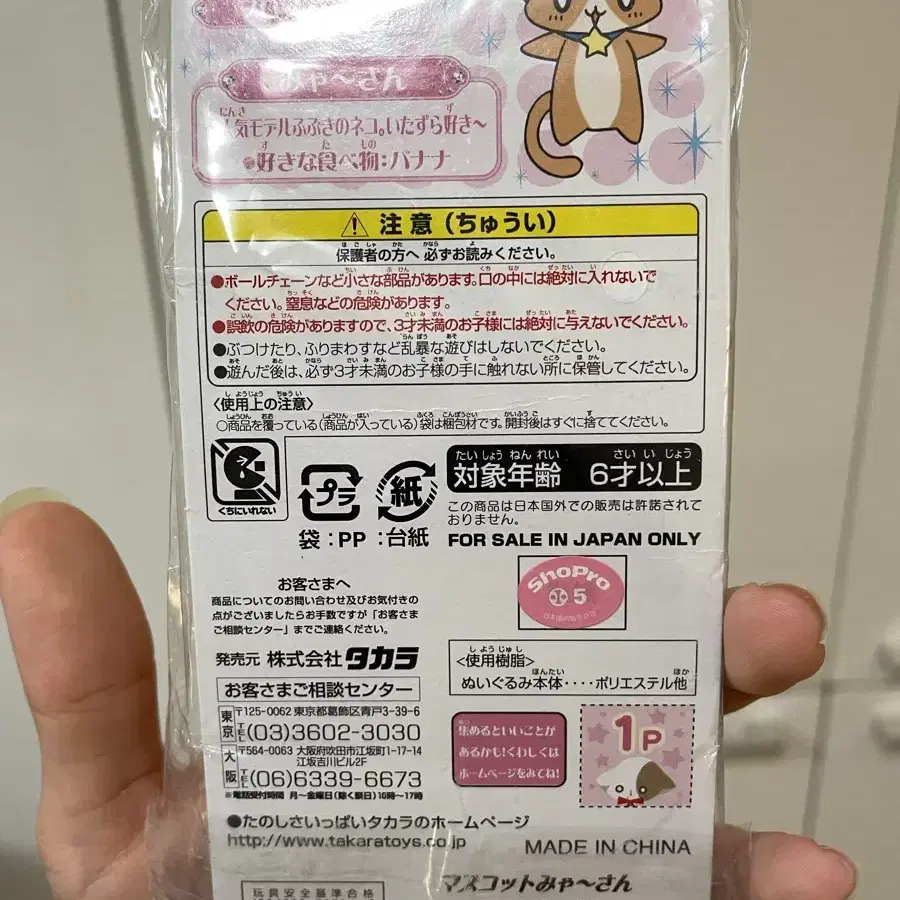 みゃ〜さん
人気モデルふぶきのネコ。いたずら好き〜
●好きな食べ物:バナナ
注意(ちゅうい)
保護者の方へ 必ずお読みください。
●ボールチェーンなど小さな部品があります。口の中には絶対に入れないで
ください。窒息などの危険があります。
●誤飲の危険がありますので、3才未満のお子様には絶対に与えないでください。
●ぶつけたり、ふりまわすなど乱暴な遊びはしないでください。
●遊んだ後は、必ず3才未満のお子様の手に触れない所に保管してください。
〈使用上の注意〉
○商品を覆っている(商品が入っている)袋は梱包材です。開封後はすぐに捨ててください。
くちにいれない
プラ
紙
袋:PP :台紙
対象年齢 6才以上
この商品は日本国外での販売は許諾されて
おりません。
FOR SALE IN JAPAN ONLY
ShoPro
5
お客さまへ
商品についてのお問い合わせ及びお気付きの
点がございましたらお手数ですが「お客さま
ご相談センター」までご連絡ください。
発売元 株式会社タカラ
お客さまご相談センター
東京 〒125-0062 東京都葛飾区青戸3-39-6
TEL(03)3602-3030
大阪 〒564-0063 大阪府吹田市江坂町1-17-14
江坂吉川ビル2F
TEL(06)6339-6673
※電話受付時間 月〜金曜日(除く祭日)10時〜17時
●たのしさいっぱいタカラのホームページ
http://www.takaratoys.co.jp
<使用樹脂>
ぬいぐるみ本体‥‥ポリエステル他
集めるといいことが
あるかも!くわしくは
ホームページをみてね!
1P
MADE IN CHINA
マスコットみゃ〜さん
玩具安全基準合格